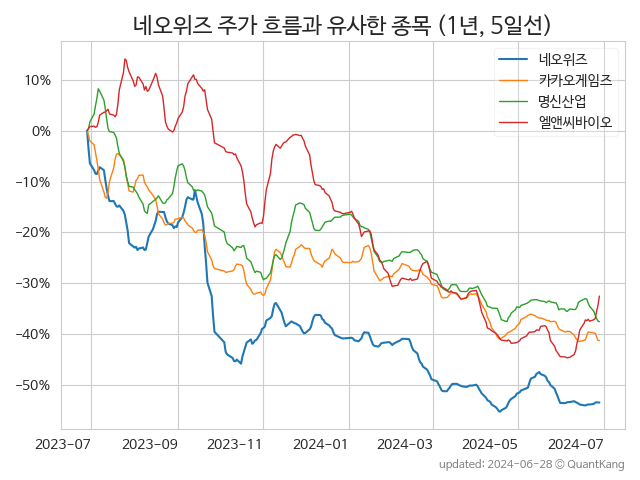 네오위즈 주가 흐름과 유사한 종목 (1년, 5일선)
네오위즈
카카오게임즈
명신산업
엘앤씨바이오
10%
0%
−10%
−20%
−30%
−40%
−50%
2023-07
2023-09
2023-11
2024-01
2024-03
2024-05
2024-07
updated: 2024-06-28 © QuantKang